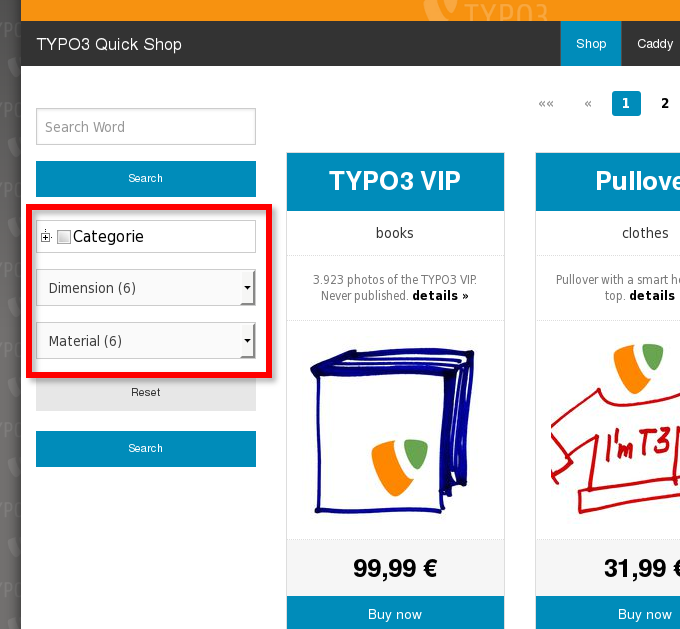 TYPO3
TYPO3 Quick Shop
Shop
Caddy
«« « 1 2
Search Word
Search
Categorie
Dimension (6)
Material (6)
Reset
Search
TYPO3 VIP
books
3.923 photos of the TYPO3 VIP.
Never published. details »
99,99 €
Buy now
Pullove
clothes
Pullover with a smart he
top. details
I'm T3
31,99 €
Buy now